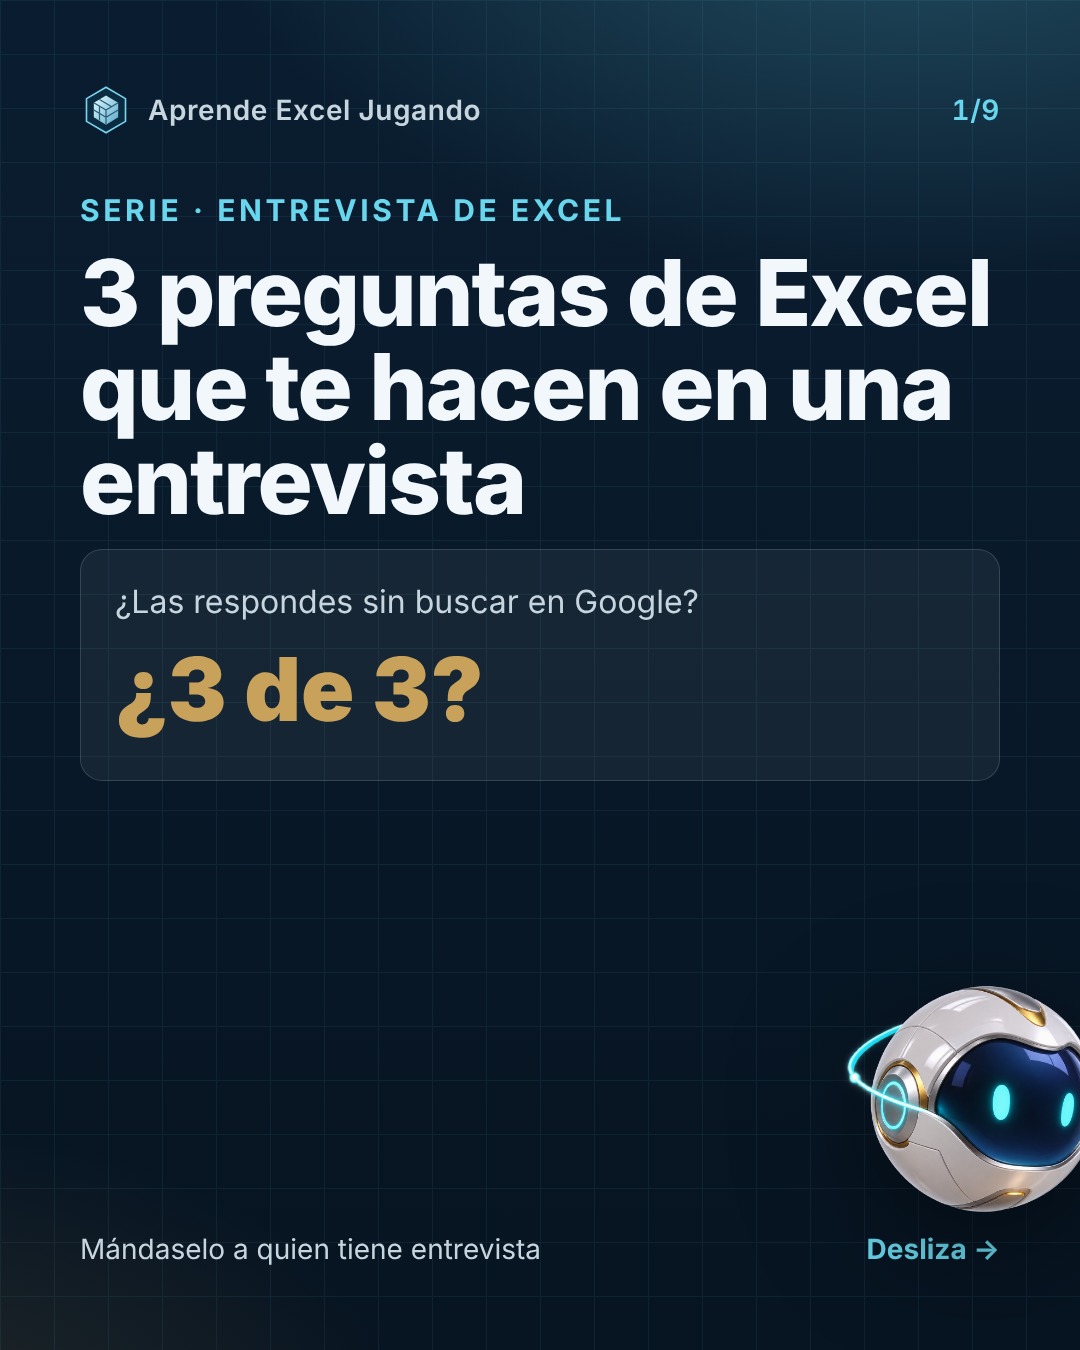 Aprende Excel Jugando
1/9
SERIE · ENTREVISTA DE EXCEL
3 preguntas de Excel
que te hacen en una
entrevista
¿Las respondes sin buscar en Google?
¿3 de 3?
Mándaselo a quien tiene entrevista
Desliza →